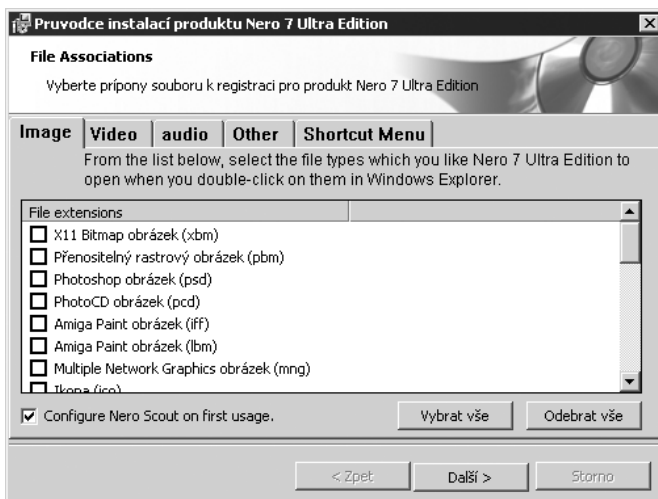 Pruvodce instalací produktu Nero 7 Ultra Edition
File Associations
Vyberte prípony souboru k registraci pro produkt Nero 7 Ultra Edition
Image Video audio Other Shortcut Menu
From the list below, select the file types which you like Nero 7 Ultra Edition to
open when you double-click on them in Windows Explorer.
File extensions
X11 Bitmap obrázek (xbm)
Přenositelný rastrový obrázek (pbm)
Photoshop obrázek (psd)
PhotoCD obrázek (pcd)
Amiga Paint obrázek (iff)
Amiga Paint obrázek (lbm)
Multiple Network Graphics obrázek (mng)
Ikona (ico)
Configure Nero Scout on first usage.
Vybrat vše Odebrat vše
< Zpet Další > Storno